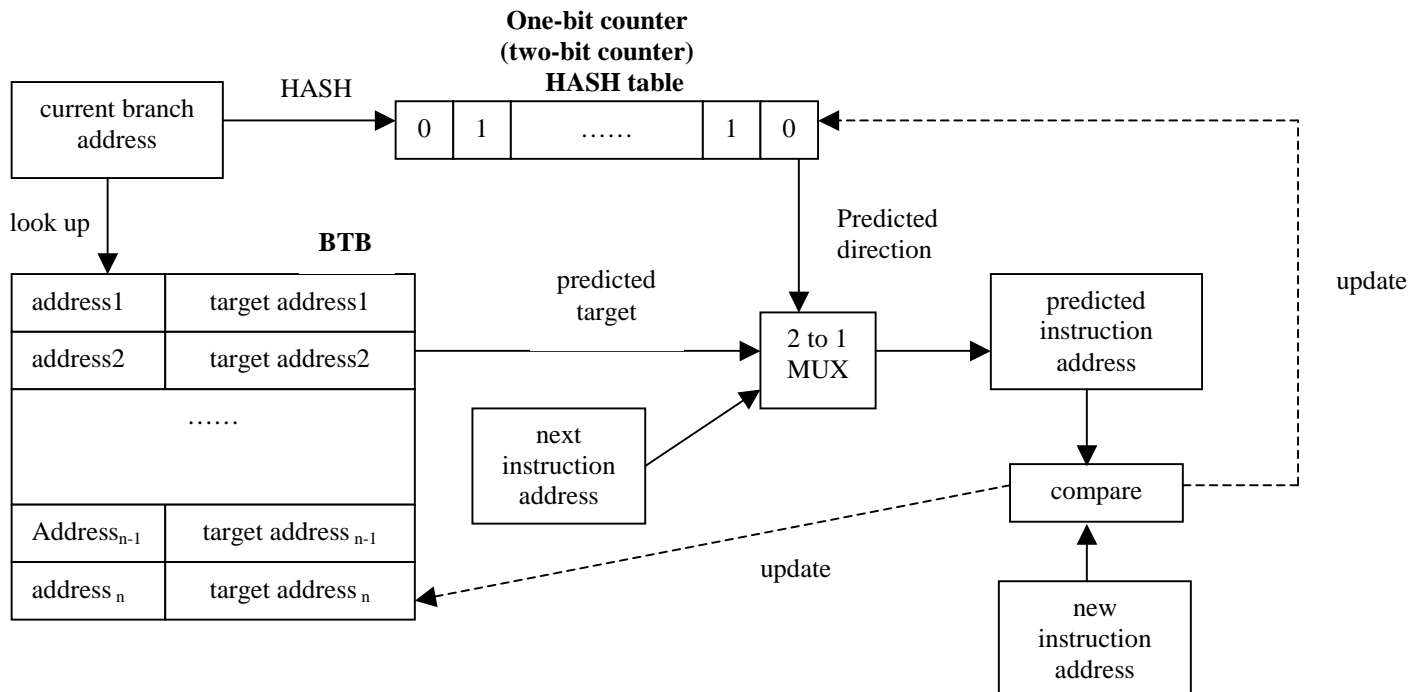 One-bit counter
(two-bit counter)
HASH table
current branch
address
HASH
0 1 …… 1 0
look up
BTB
Predicted
direction
update
address1 target address1
address2 target address2
……
Address n-1 target address n-1
address n target address n
predicted
target
2 to 1
MUX
predicted
instruction
address
next
instruction
address
compare
update
new
instruction
address